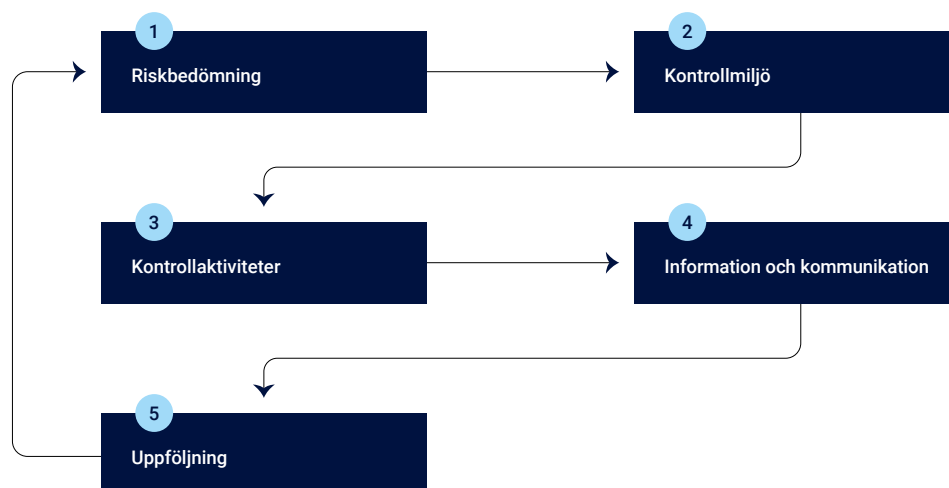 1
Riskbedömning
2
Kontrollmiljö
3
Kontrollaktiviteter
4
Information och kommunikation
5
Uppföljning